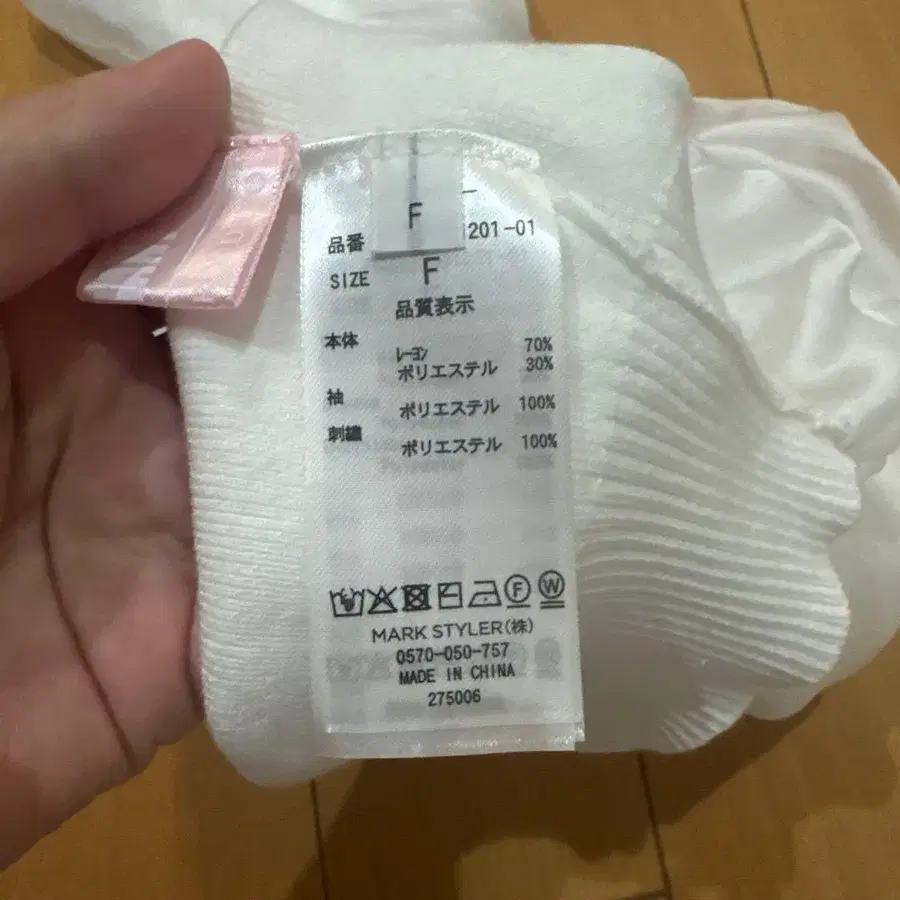 F
品番 201-01
SIZE F
品質表示
本体 レーヨン 70%
ポリエステル 30%
袖 ポリエステル 100%
刺繍 ポリエステル 100%
F W
MARK STYLER(株)
0570-050-757
MADE IN CHINA
275006